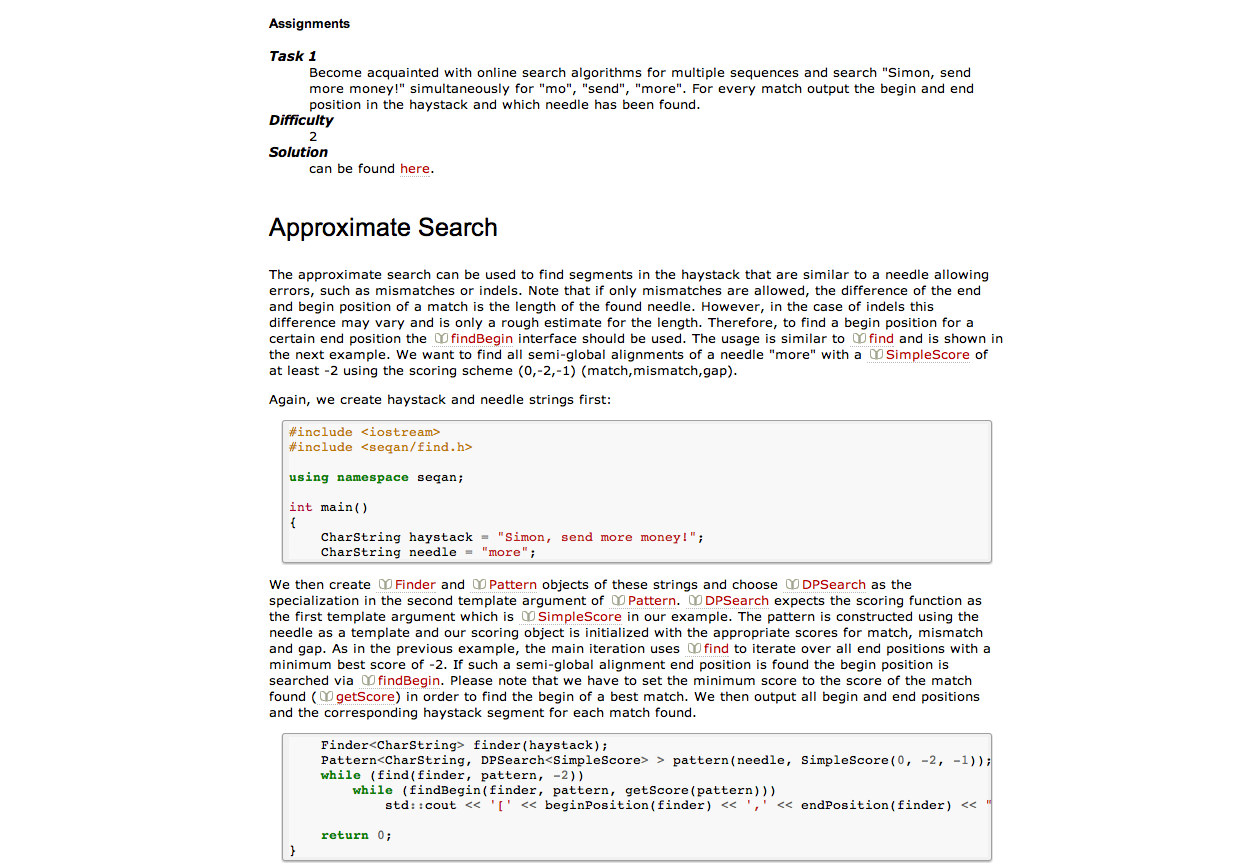 Assignments
Task 1
Become acquainted with online search algorithms for multiple sequences and search "Simon, send
more money!" simultaneously for "mo", "send", "more". For every match output the begin and end
position in the haystack and which needle has been found.
Difficulty
2
Solution
can be found here.
Approximate Search
The approximate search can be used to find segments in the haystack that are similar to a needle allowing
errors, such as mismatches or indels. Note that if only mismatches are allowed, the difference of the end
and begin position of a match is the length of the found needle. However, in the case of indels this
difference may vary and is only a rough estimate for the length. Therefore, to find a begin position for a
certain end position the findBegin interface should be used. The usage is similar to find and is shown in
the next example. We want to find all semi-global alignments of a needle "more" with a SimpleScore of
at least -2 using the scoring scheme (0,-2,-1) (match,mismatch,gap).
Again, we create haystack and needle strings first:
#include <iostream>
#include <seqan/find.h>
using namespace seqan;
int main()
{
CharString haystack = "Simon, send more money!";
CharString needle = "more";
We then create Finder and Pattern objects of these strings and choose DPSearch as the
specialization in the second template argument of Pattern. DPSearch expects the scoring function as
the first template argument which is SimpleScore in our example. The pattern is constructed using the
needle as a template and our scoring object is initialized with the appropriate scores for match, mismatch
and gap. As in the previous example, the main iteration uses find to iterate over all end positions with a
minimum best score of -2. If such a semi-global alignment end position is found the begin position is
searched via findBegin. Please note that we have to set the minimum score to the score of the match
found (getScore) in order to find the begin of a best match. We then output all begin and end positions
and the corresponding haystack segment for each match found.
Finder<CharString> finder(haystack);
Pattern<CharString, DPSearch<SimpleScore> > pattern(needle, SimpleScore(0, -2, -1));
while (find(finder, pattern, -2))
while (findBegin(finder, pattern, getScore(pattern)))
std::cout << '[' << beginPosition(finder) << ',' << endPosition(finder) << "
return 0;
}